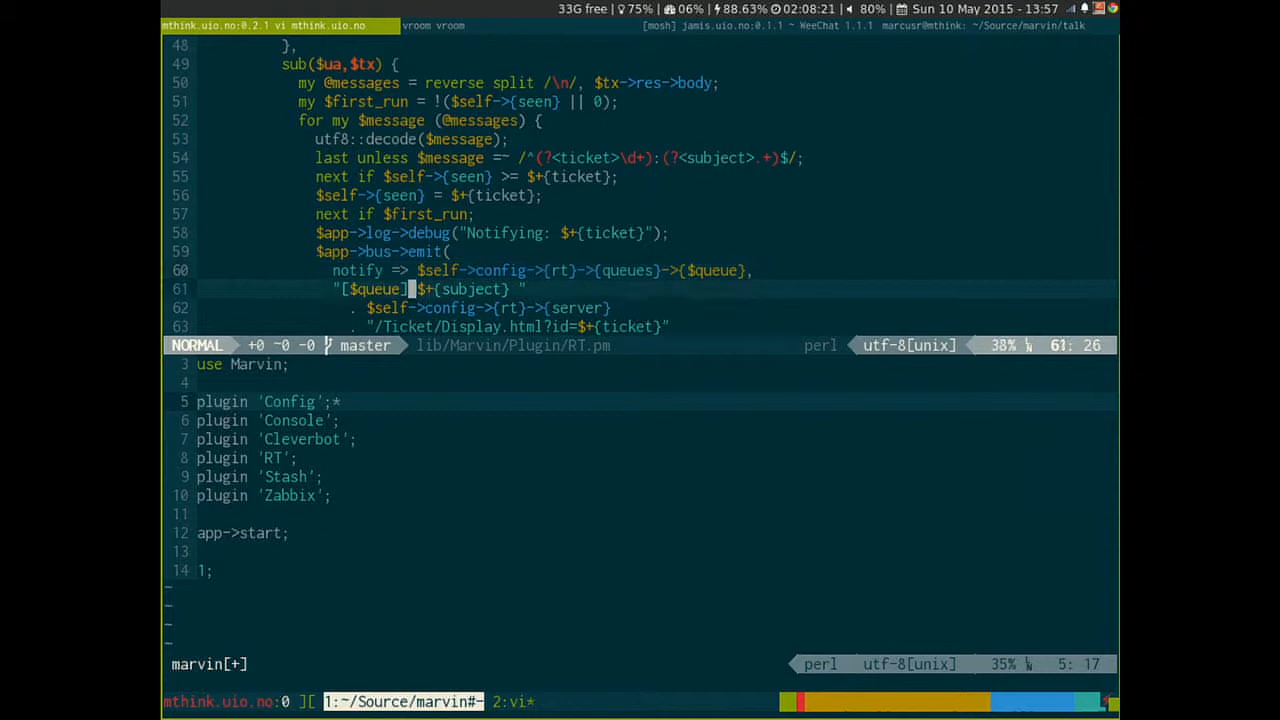 33G free | 75% | 06% | 88.63% 02:08:21 | 80% | Sun 10 May 2015 - 13:57
mthink.uio.no:0.2.1 vi mthink.uio.no vroom vroom [mosh] jamis.uio.no:0.1.1 ~ WeeChat 1.1.1 marcusr@mthink: ~/Source/marvin/talk
48 },
49 sub($ua,$tx) {
50 my @messages = reverse split /\n/, $tx->res->body;
51 my $first_run = !($self->{seen} || 0);
52 for my $message (@messages) {
53 utf8::decode($message);
54 last unless $message =~ /^(?<ticket>\d+):(?<subject>.+)$/;
55 next if $self->{seen} >= $+{ticket};
56 $self->{seen} = $+{ticket};
57 next if $first_run;
58 $app->log->debug("Notifying: $+{ticket}");
59 $app->bus->emit(
60 notify => $self->config->{rt}->{queues}->{$queue},
61 "[$queue] $+{subject} "
62 . $self->config->{rt}->{server}
63 . "/Ticket/Display.html?id=$+{ticket}"
NORMAL +0 ~0 -0 master lib/Marvin/Plugin/RT.pm perl utf-8[unix] 38% 61: 26
3 use Marvin;
4
5 plugin 'Config';*
6 plugin 'Console';
7 plugin 'Cleverbot';
8 plugin 'RT';
9 plugin 'Stash';
10 plugin 'Zabbix';
11
12 app->start;
13
14 1;
~
~
~
~
marvin[+] perl utf-8[unix] 35% 5: 17
mthink.uio.no:0 ][ 1:~/Source/marvin#- 2:vi*